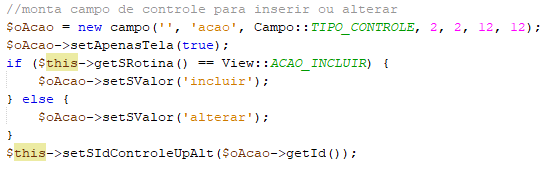 //monta campo de controle para inserir ou alterar
$oAcao = new campo('', 'acao', Campo::TIPO_CONTROLE, 2, 2, 12, 12);
$oAcao->setApenasTela(true);
if ($this->getSRotina() == View::ACAO_INCLUIR) {
    $oAcao->setSValor('incluir');
} else {
    $oAcao->setSValor('alterar');
}
$this->setSIdControleUpAlt($oAcao->getId());